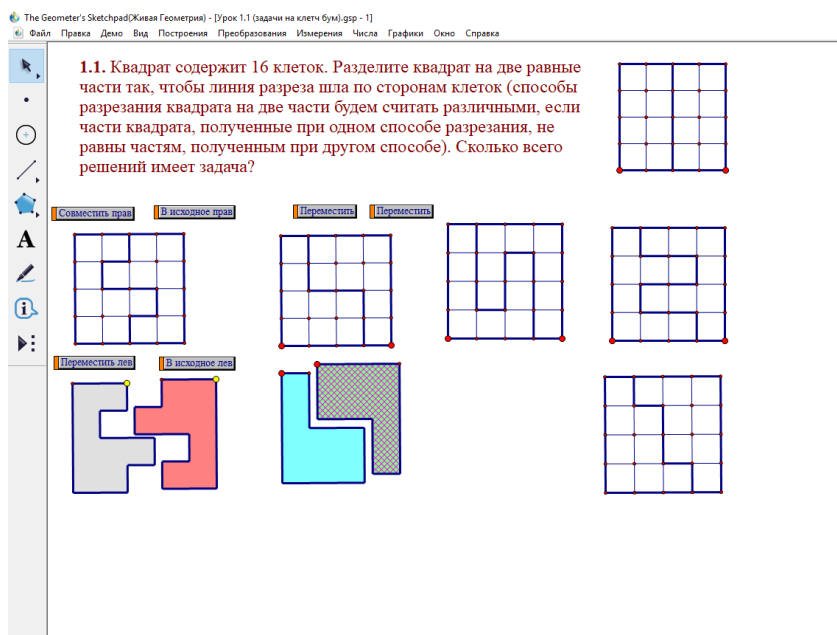 The Geometer's Sketchpad(Живая Геометрия) - [Урок 1.1 (задачи на клетч бум).gsp - 1]
Файл Правка Демо Вид Построения Преобразования Измерения Числа Графики Окно Справка
1.1. Квадрат содержит 16 клеток. Разделите квадрат на две равные
части так, чтобы линия разреза шла по сторонам клеток (способы
разрезания квадрата на две части будем считать различными, если
части квадрата, полученные при одном способе разрезания, не
равны частям, полученным при другом способе). Сколько всего
решений имеет задача?
Совместить прав В исходное прав Переместить Переместить
A
Переместить лев В исходное лев